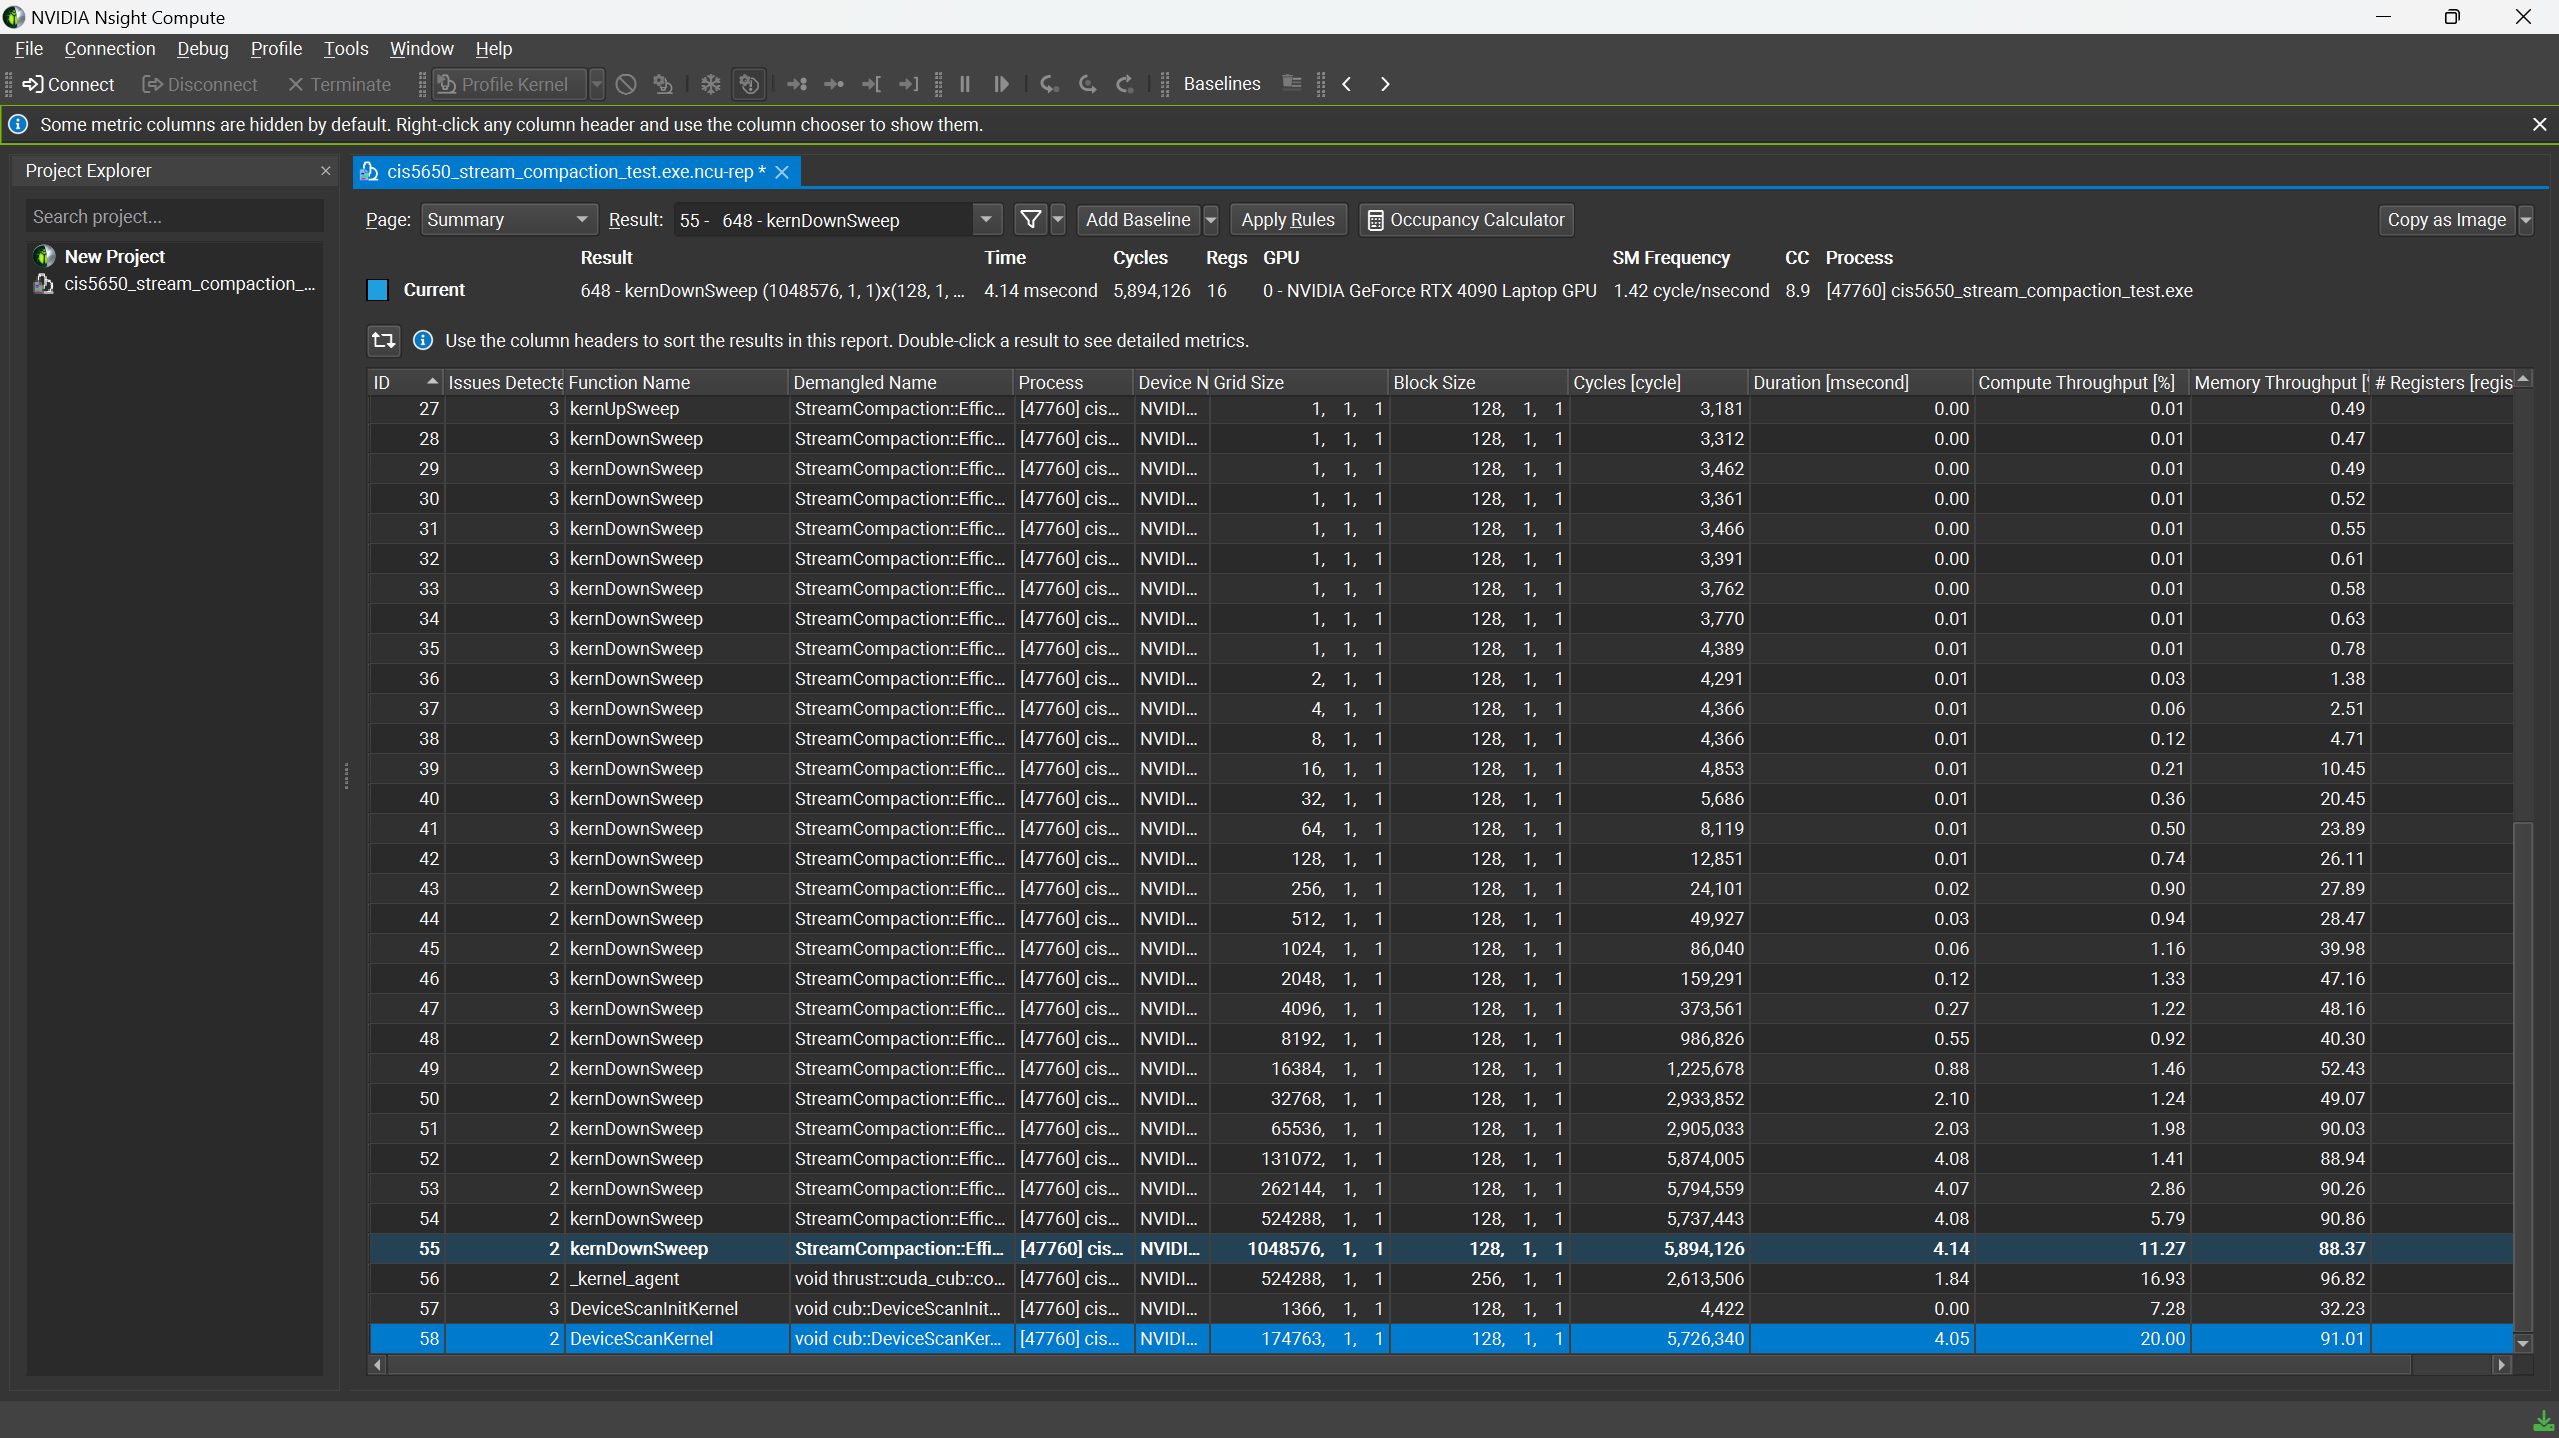 NVIDIA Nsight Compute
File Connection Debug Profile Tools Window Help
Connect Disconnect Terminate Profile Kernel Baselines
Some metric columns are hidden by default. Right-click any column header and use the column chooser to show them.
Project Explorer
Search project...
New Project
cis5650_stream_compaction_...
cis5650_stream_compaction_test.exe.ncu-rep *
Page: Summary Result: 55 - 648 - kernDownSweep Add Baseline Apply Rules Occupancy Calculator Copy as Image
Result Time Cycles Regs GPU SM Frequency CC Process
Current 648 - kernDownSweep (1048576, 1, 1)x(128, 1, ... 4.14 msecond 5,894,126 16 0 - NVIDIA GeForce RTX 4090 Laptop GPU 1.42 cycle/nsecond 8.9 [47760] cis5650_stream_compaction_test.exe
Use the column headers to sort the results in this report. Double-click a result to see detailed metrics.
ID Issues Detecte Function Name Demangled Name Process Device N Grid Size Block Size Cycles [cycle] Duration [msecond] Compute Throughput [%] Memory Throughput [% # Registers [regis
27 3 kernUpSweep StreamCompaction::Effic... [47760] cis... NVIDI... 1, 1, 1 128, 1, 1 3,181 0.00 0.01 0.49
28 3 kernDownSweep StreamCompaction::Effic... [47760] cis... NVIDI... 1, 1, 1 128, 1, 1 3,312 0.00 0.01 0.47
29 3 kernDownSweep StreamCompaction::Effic... [47760] cis... NVIDI... 1, 1, 1 128, 1, 1 3,462 0.00 0.01 0.49
30 3 kernDownSweep StreamCompaction::Effic... [47760] cis... NVIDI... 1, 1, 1 128, 1, 1 3,361 0.00 0.01 0.52
31 3 kernDownSweep StreamCompaction::Effic... [47760] cis... NVIDI... 1, 1, 1 128, 1, 1 3,466 0.00 0.01 0.55
32 3 kernDownSweep StreamCompaction::Effic... [47760] cis... NVIDI... 1, 1, 1 128, 1, 1 3,391 0.00 0.01 0.61
33 3 kernDownSweep StreamCompaction::Effic... [47760] cis... NVIDI... 1, 1, 1 128, 1, 1 3,762 0.00 0.01 0.58
34 3 kernDownSweep StreamCompaction::Effic... [47760] cis... NVIDI... 1, 1, 1 128, 1, 1 3,770 0.01 0.01 0.63
35 3 kernDownSweep StreamCompaction::Effic... [47760] cis... NVIDI... 1, 1, 1 128, 1, 1 4,389 0.01 0.01 0.78
36 3 kernDownSweep StreamCompaction::Effic... [47760] cis... NVIDI... 2, 1, 1 128, 1, 1 4,291 0.01 0.03 1.38
37 3 kernDownSweep StreamCompaction::Effic... [47760] cis... NVIDI... 4, 1, 1 128, 1, 1 4,366 0.01 0.06 2.51
38 3 kernDownSweep StreamCompaction::Effic... [47760] cis... NVIDI... 8, 1, 1 128, 1, 1 4,366 0.01 0.12 4.71
39 3 kernDownSweep StreamCompaction::Effic... [47760] cis... NVIDI... 16, 1, 1 128, 1, 1 4,853 0.01 0.21 10.45
40 3 kernDownSweep StreamCompaction::Effic... [47760] cis... NVIDI... 32, 1, 1 128, 1, 1 5,686 0.01 0.36 20.45
41 3 kernDownSweep StreamCompaction::Effic... [47760] cis... NVIDI... 64, 1, 1 128, 1, 1 8,119 0.01 0.50 23.89
42 3 kernDownSweep StreamCompaction::Effic... [47760] cis... NVIDI... 128, 1, 1 128, 1, 1 12,851 0.01 0.74 26.11
43 2 kernDownSweep StreamCompaction::Effic... [47760] cis... NVIDI... 256, 1, 1 128, 1, 1 24,101 0.02 0.90 27.89
44 2 kernDownSweep StreamCompaction::Effic... [47760] cis... NVIDI... 512, 1, 1 128, 1, 1 49,927 0.03 0.94 28.47
45 2 kernDownSweep StreamCompaction::Effic... [47760] cis... NVIDI... 1024, 1, 1 128, 1, 1 86,040 0.06 1.16 39.98
46 3 kernDownSweep StreamCompaction::Effic... [47760] cis... NVIDI... 2048, 1, 1 128, 1, 1 159,291 0.12 1.33 47.16
47 3 kernDownSweep StreamCompaction::Effic... [47760] cis... NVIDI... 4096, 1, 1 128, 1, 1 373,561 0.27 1.22 48.16
48 2 kernDownSweep StreamCompaction::Effic... [47760] cis... NVIDI... 8192, 1, 1 128, 1, 1 986,826 0.55 0.92 40.30
49 2 kernDownSweep StreamCompaction::Effic... [47760] cis... NVIDI... 16384, 1, 1 128, 1, 1 1,225,678 0.88 1.46 52.43
50 2 kernDownSweep StreamCompaction::Effic... [47760] cis... NVIDI... 32768, 1, 1 128, 1, 1 2,933,852 2.10 1.24 49.07
51 2 kernDownSweep StreamCompaction::Effic... [47760] cis... NVIDI... 65536, 1, 1 128, 1, 1 2,905,033 2.03 1.98 90.03
52 2 kernDownSweep StreamCompaction::Effic... [47760] cis... NVIDI... 131072, 1, 1 128, 1, 1 5,874,005 4.08 1.41 88.94
53 2 kernDownSweep StreamCompaction::Effic... [47760] cis... NVIDI... 262144, 1, 1 128, 1, 1 5,794,559 4.07 2.86 90.26
54 2 kernDownSweep StreamCompaction::Effic... [47760] cis... NVIDI... 524288, 1, 1 128, 1, 1 5,737,443 4.08 5.79 90.86
55 2 kernDownSweep StreamCompaction::Effi... [47760] cis... NVIDI... 1048576, 1, 1 128, 1, 1 5,894,126 4.14 11.27 88.37
56 2 _kernel_agent void thrust::cuda_cub::co... [47760] cis... NVIDI... 524288, 1, 1 256, 1, 1 2,613,506 1.84 16.93 96.82
57 3 DeviceScanInitKernel void cub::DeviceScanInit... [47760] cis... NVIDI... 1366, 1, 1 128, 1, 1 4,422 0.00 7.28 32.23
58 2 DeviceScanKernel void cub::DeviceScanKer... [47760] cis... NVIDI... 174763, 1, 1 128, 1, 1 5,726,340 4.05 20.00 91.01